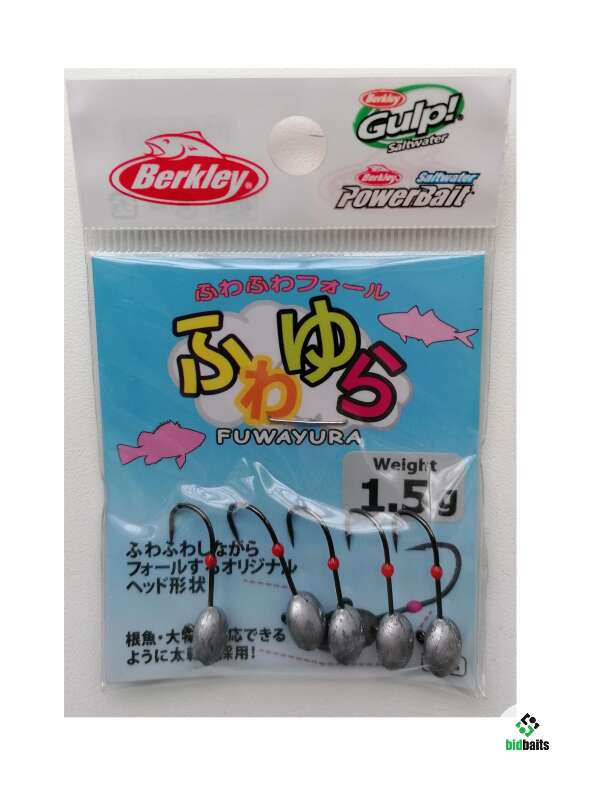 Berkley
Berkley
Gulp!
Saltwater
Berkley Saltwater
PowerBait
ふわふわフォール
ふわゆら
FUWAYURA
Weight
1.5g
ふわふわしながら
フォールするオリジナル
ヘッド形状
根魚・大 応できる
ように太 採用!
bidbaits